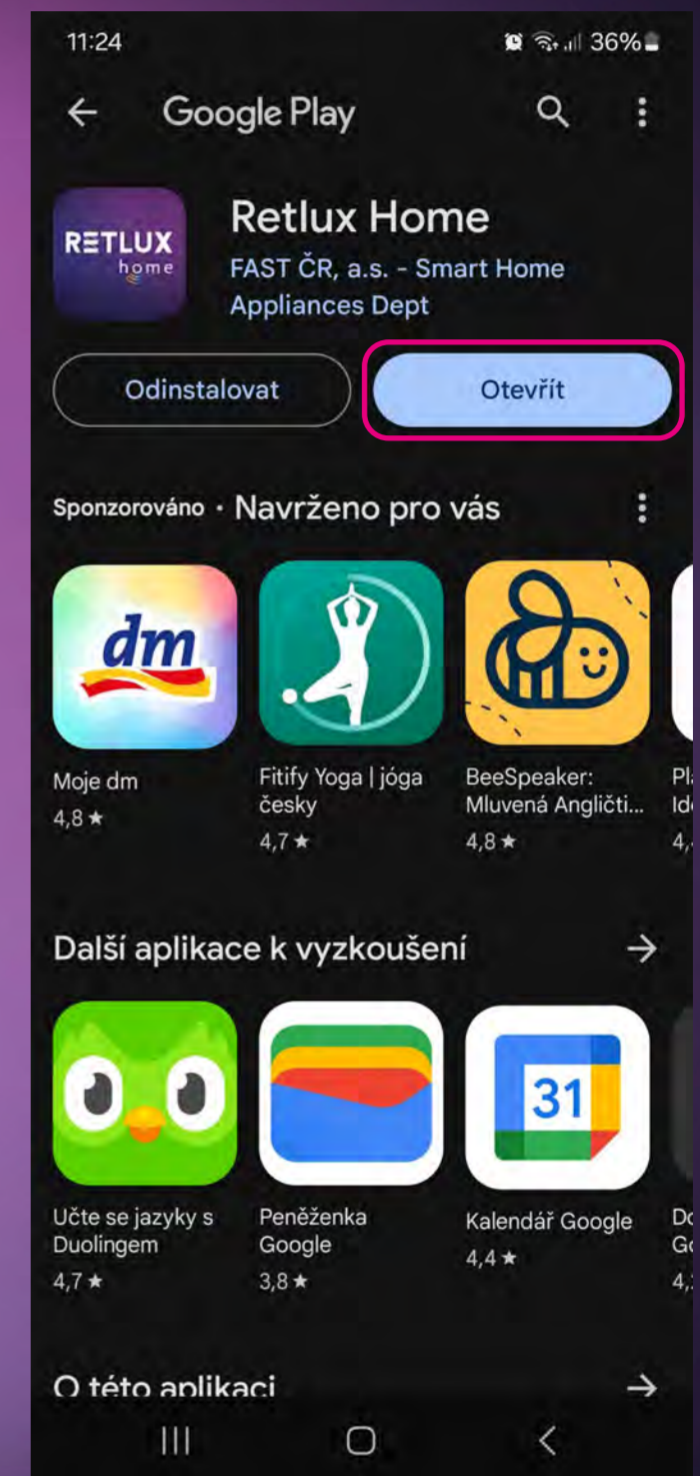 11:24 36%
Google Play
RETLUX
home
Retlux Home
FAST ČR, a.s. - Smart Home
Appliances Dept
Odinstalovat Otevřít
Sponzorováno · Navrženo pro vás
dm
Moje dm
4,8 ★
Fitify Yoga | jóga
česky
4,7 ★
BeeSpeaker:
Mluvená Angličti...
4,8 ★
Další aplikace k vyzkoušení
31
Učte se jazyky s
Duolingem
4,7 ★
Peněženka
Google
3,8 ★
Kalendář Google
4,4 ★
O této aplikaci